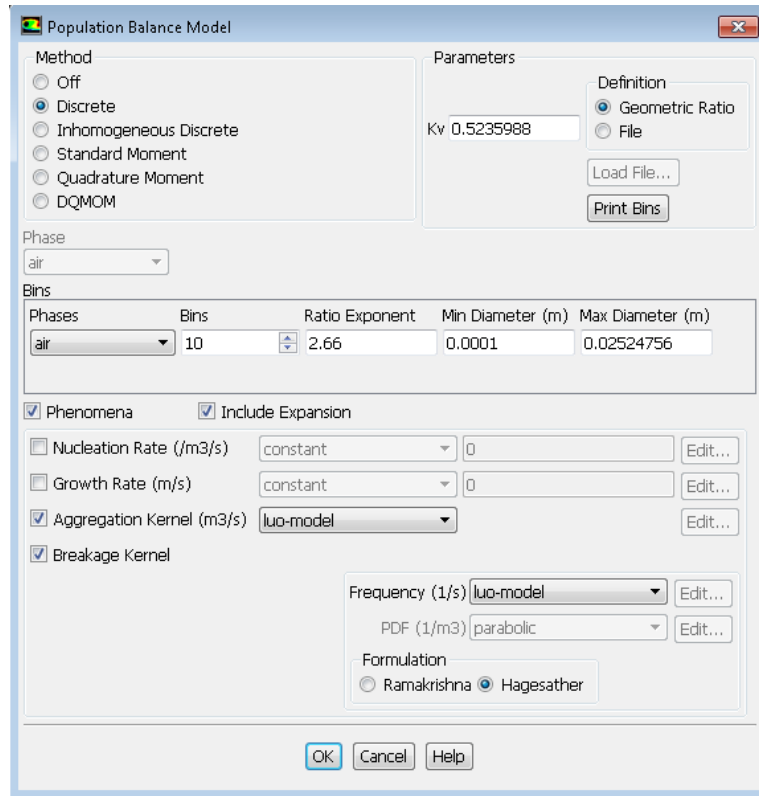 Population Balance Model
Method
Off
Discrete
Inhomogeneous Discrete
Standard Moment
Quadrature Moment
DQMOM
Parameters
Kv 0.5235988
Definition
Geometric Ratio
File
Load File...
Print Bins
Phase
air
Bins
Phases Bins Ratio Exponent Min Diameter (m) Max Diameter (m)
air 10 2.66 0.0001 0.02524756
Phenomena Include Expansion
Nucleation Rate (/m3/s) constant 0 Edit...
Growth Rate (m/s) constant 0 Edit...
Aggregation Kernel (m3/s) luo-model Edit...
Breakage Kernel
Frequency (1/s) luo-model Edit...
PDF (1/m3) parabolic Edit...
Formulation
Ramakrishna Hagesather
OK Cancel Help